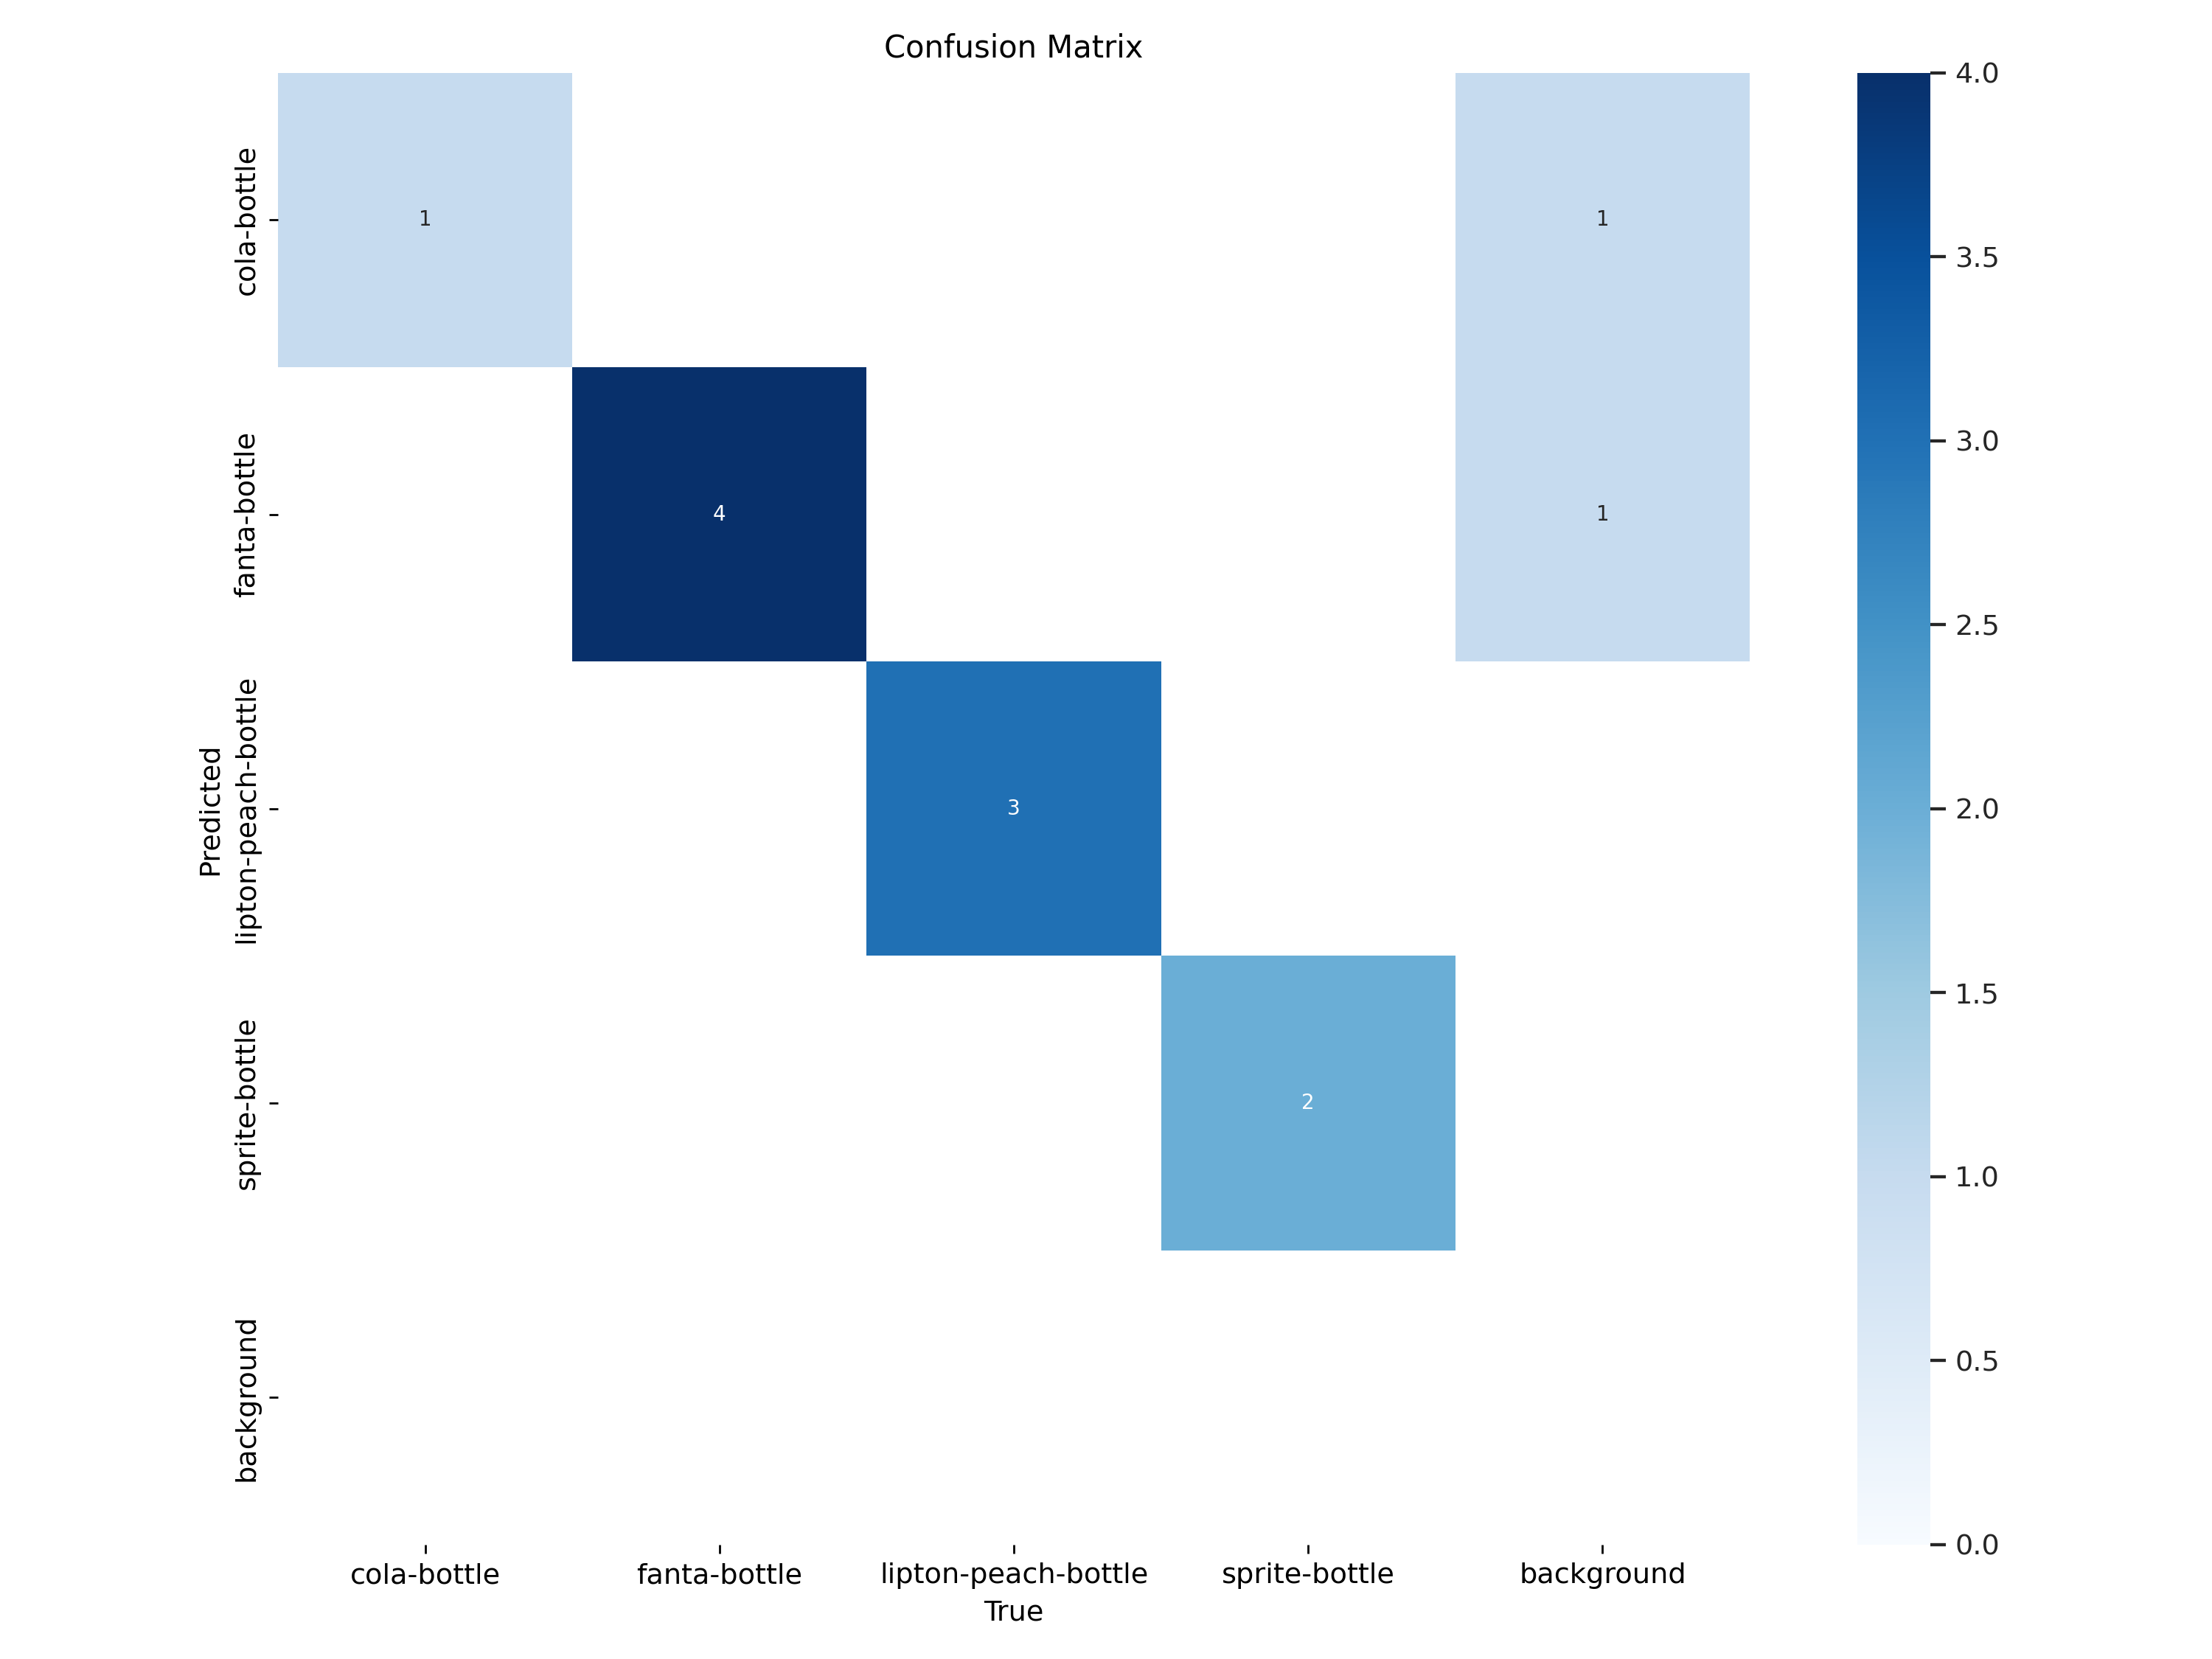 Confusion Matrix
cola-bottle
fanta-bottle
lipton-peach-bottle
sprite-bottle
background
Predicted
1
1
4
1
3
2
cola-bottle
fanta-bottle
lipton-peach-bottle
sprite-bottle
background
True
4.0
3.5
3.0
2.5
2.0
1.5
1.0
0.5
0.0